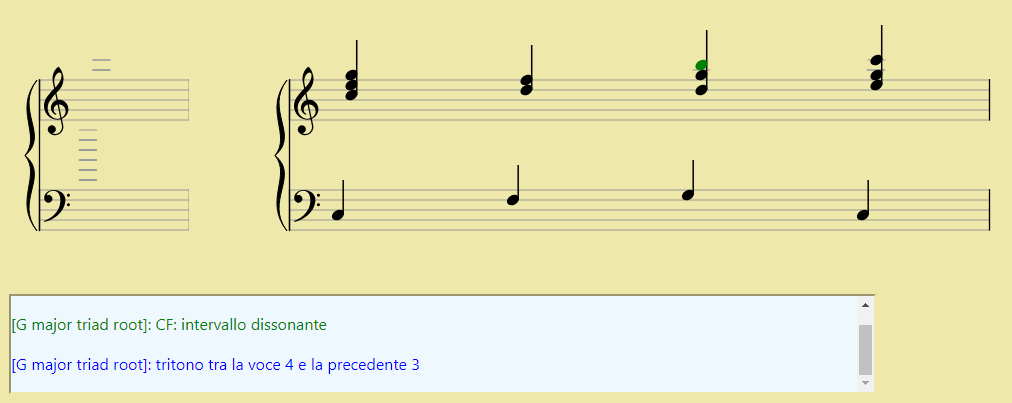 [G major triad root]: CF: intervallo dissonante
[G major triad root]: tritono tra la voce 4 e la precedente 3